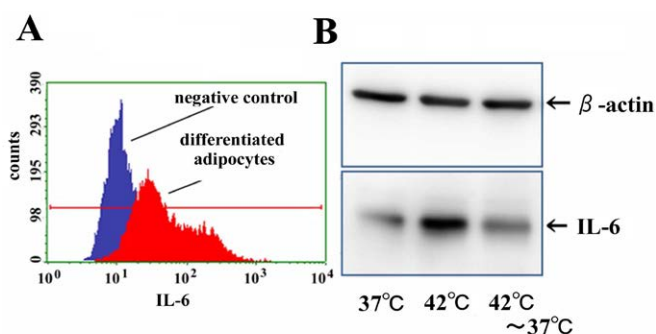 A
390
293
195
98
0
counts
negative control
differentiated
adipocytes
10⁰ 10¹ 10² 10³ 10⁴
IL-6
B
← β-actin
← IL-6
37℃ 42℃ 42℃
~37℃